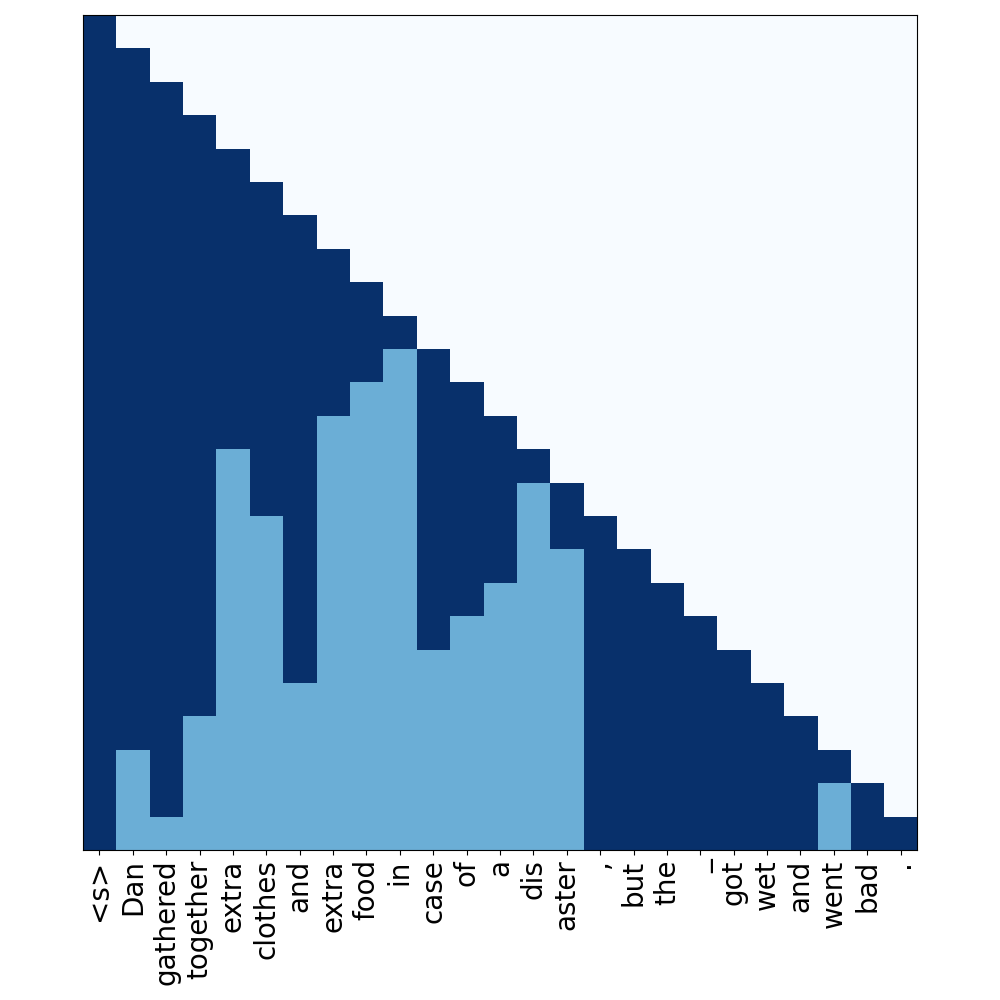 <s>
Dan
gathered
together
extra
clothes
and
extra
food
in
case
of
a
dis
aster
,
but
the
_
got
wet
and
went
bad
.